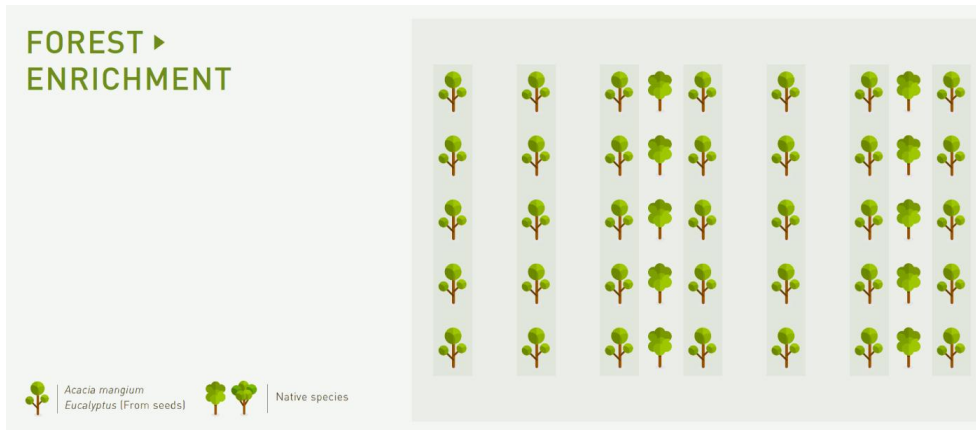 FOREST ▸
ENRICHMENT
Acacia mangium
Eucalyptus (From seeds)
Native species